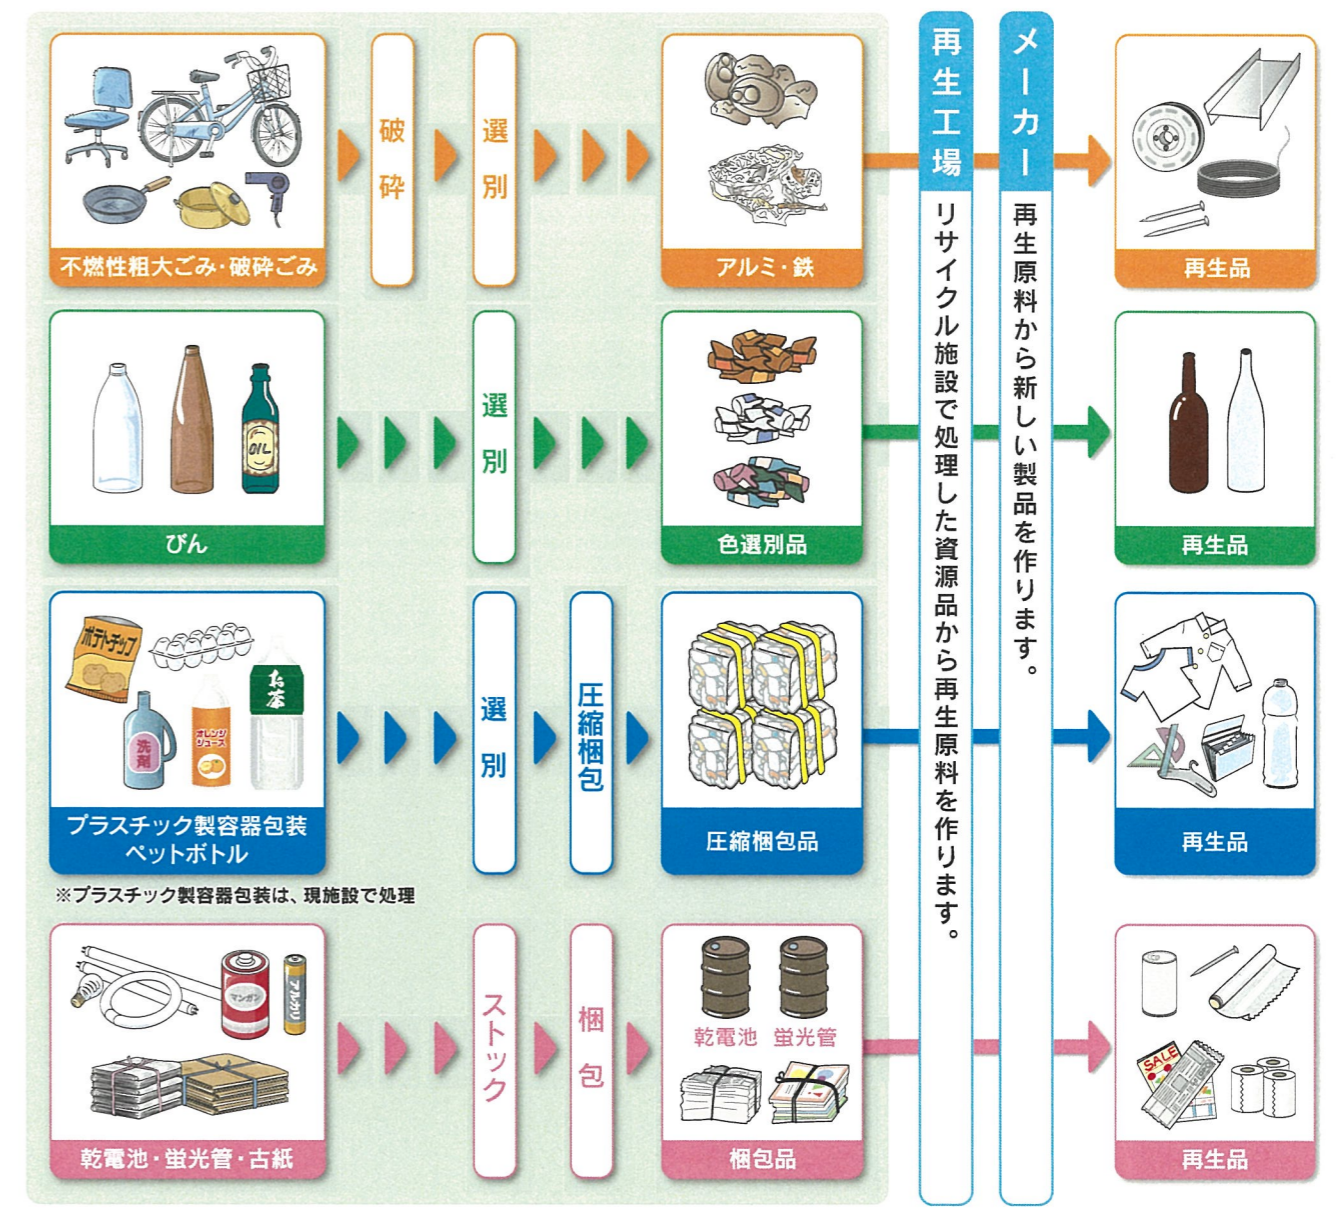 破砕
選別
不燃性粗大ごみ・破砕ごみ
アルミ・鉄
再生工場
リサイクル施設で処理した資源品から再生原料を作ります。
メーカー
再生原料から新しい製品を作ります。
再生品
OIL
びん
選別
色選別品
再生品
ポテトチップ
お茶
洗剤
オレンジ
ジュース
プラスチック製容器包装
ペットボトル
選別
圧縮梱包
圧縮梱包品
再生品
※プラスチック製容器包装は、現施設で処理
マンガン
アルカリ
乾電池・蛍光管・古紙
ストック
梱包
乾電池 蛍光管
梱包品
SALE
再生品